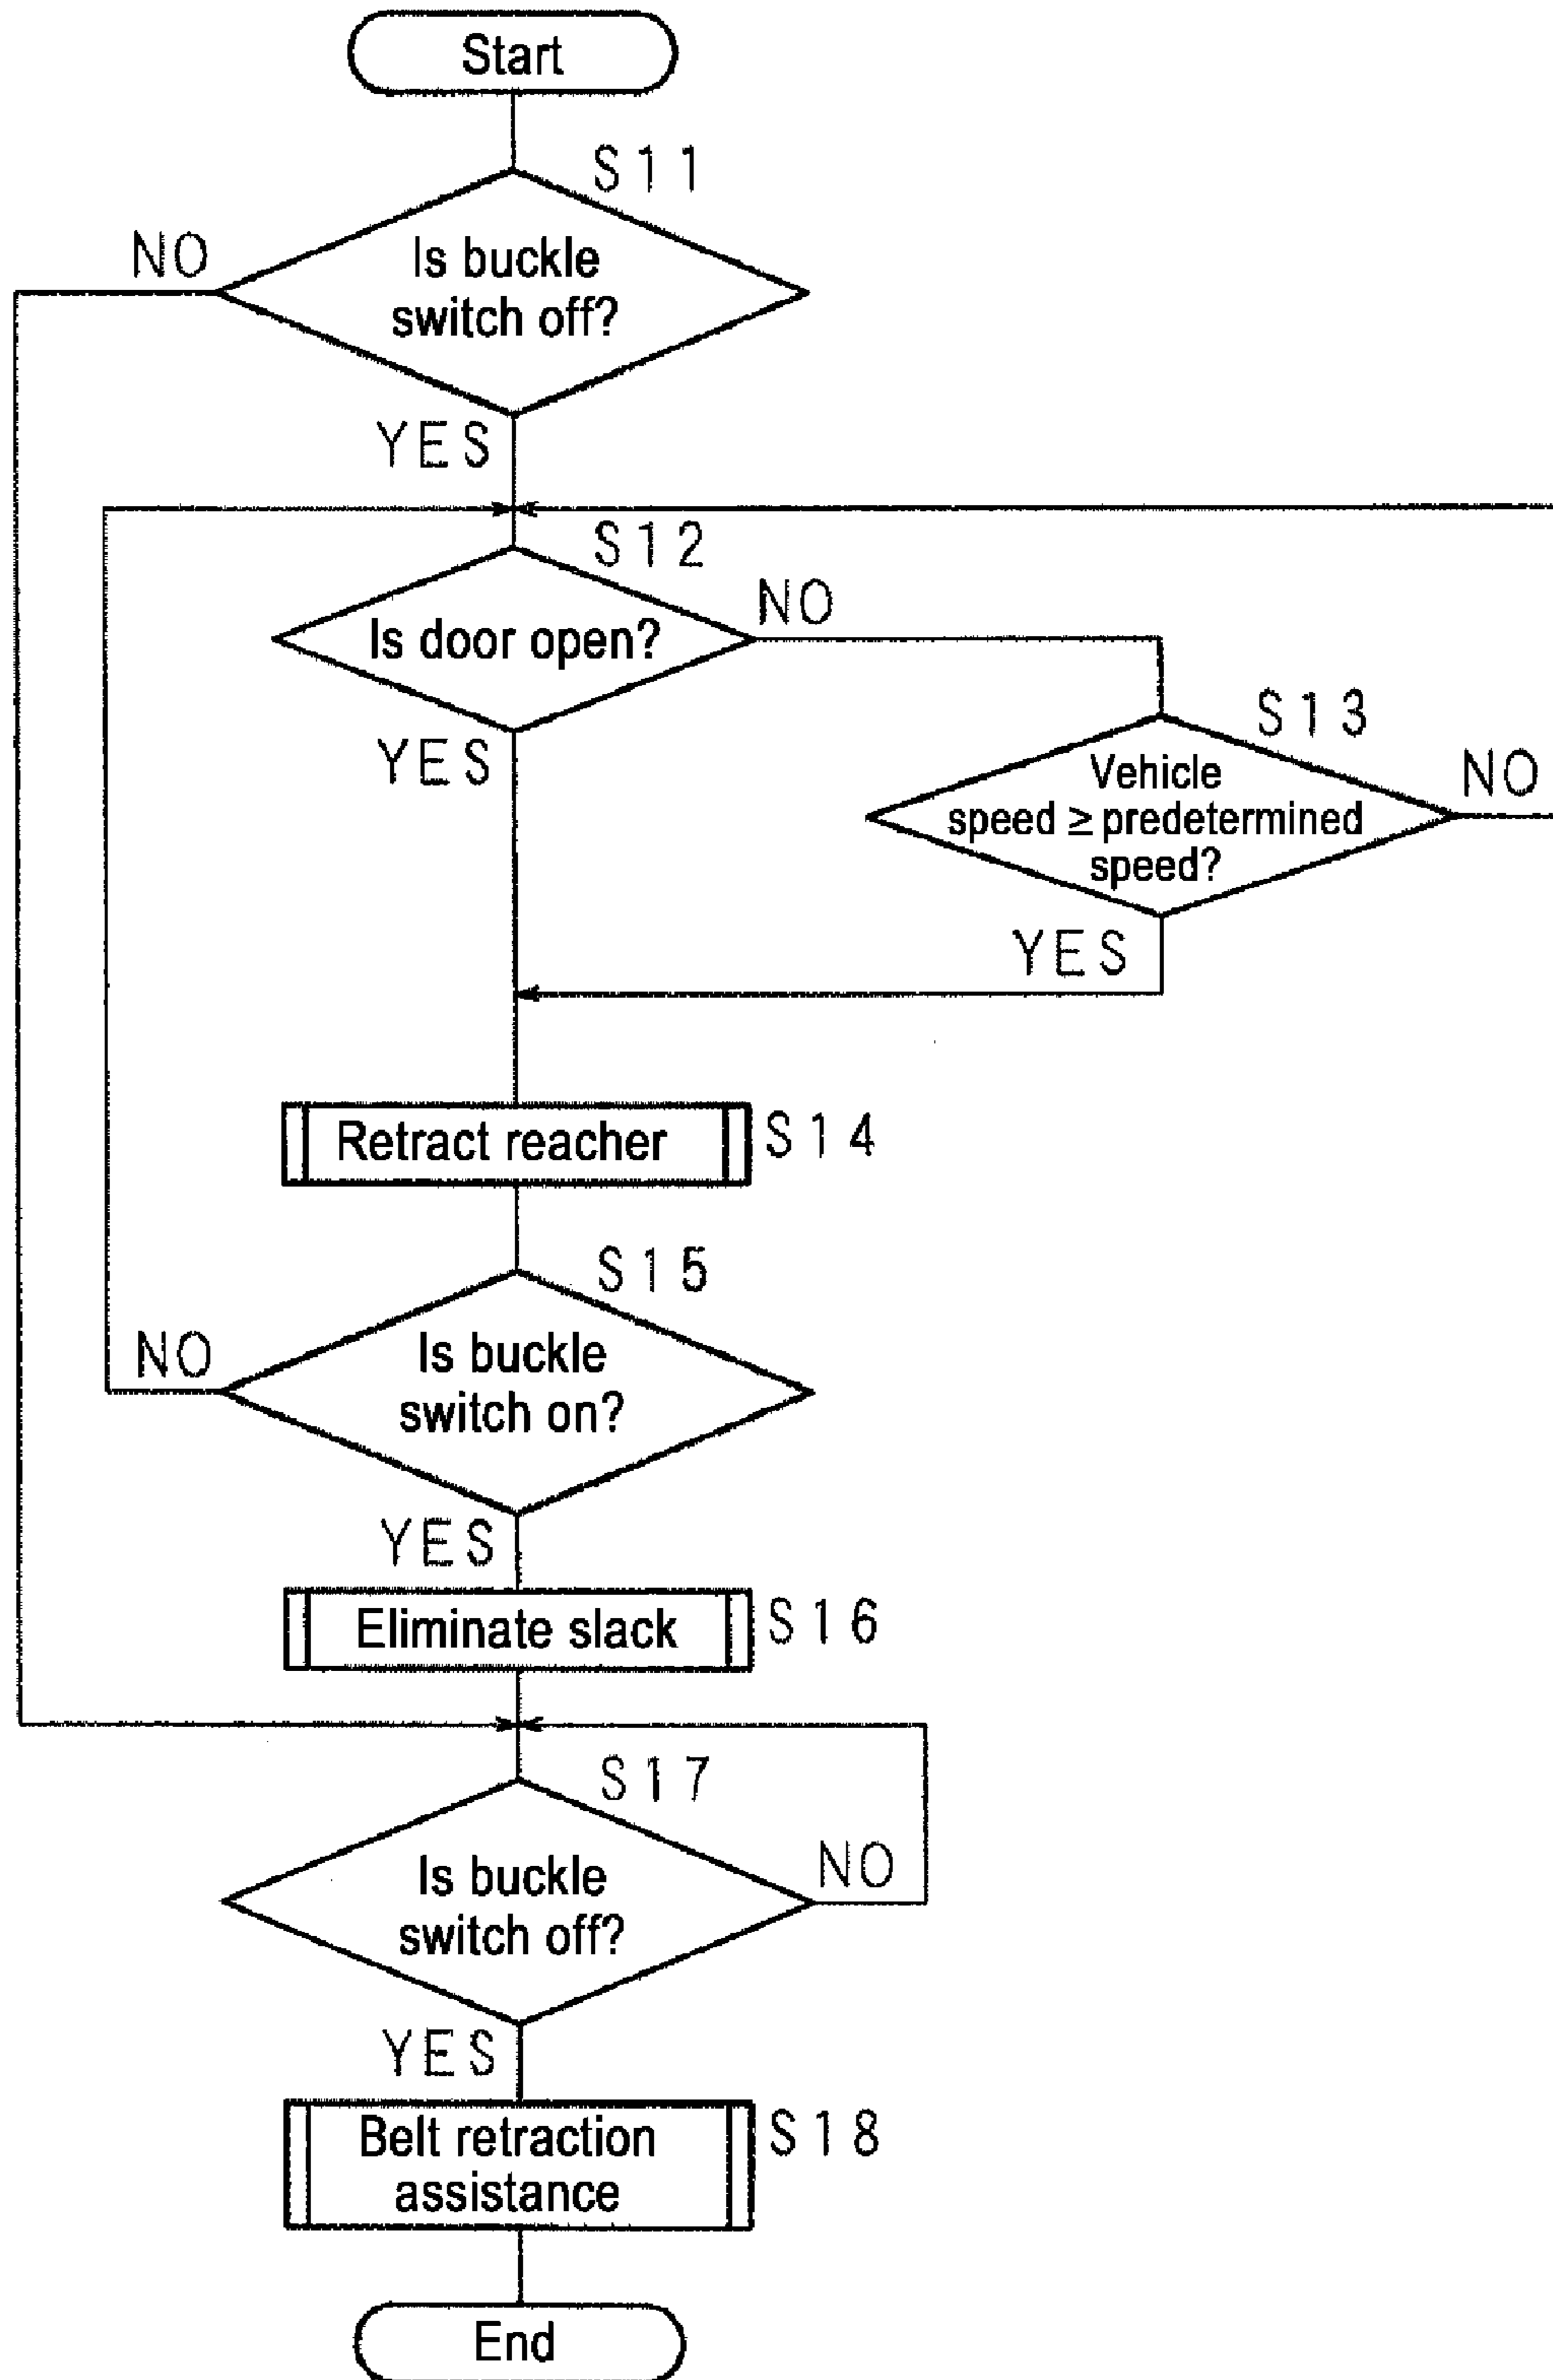 Start
S11
NO
Is buckle
switch off?
YES
S12
NO
Is door open?
YES
S13
Vehicle
speed ≥ predetermined
speed?
NO
YES
Retract reacher
S14
S15
Is buckle
switch on?
NO
YES
Eliminate slack
S16
S17
Is buckle
switch off?
NO
YES
Belt retraction
assistance
S18
End